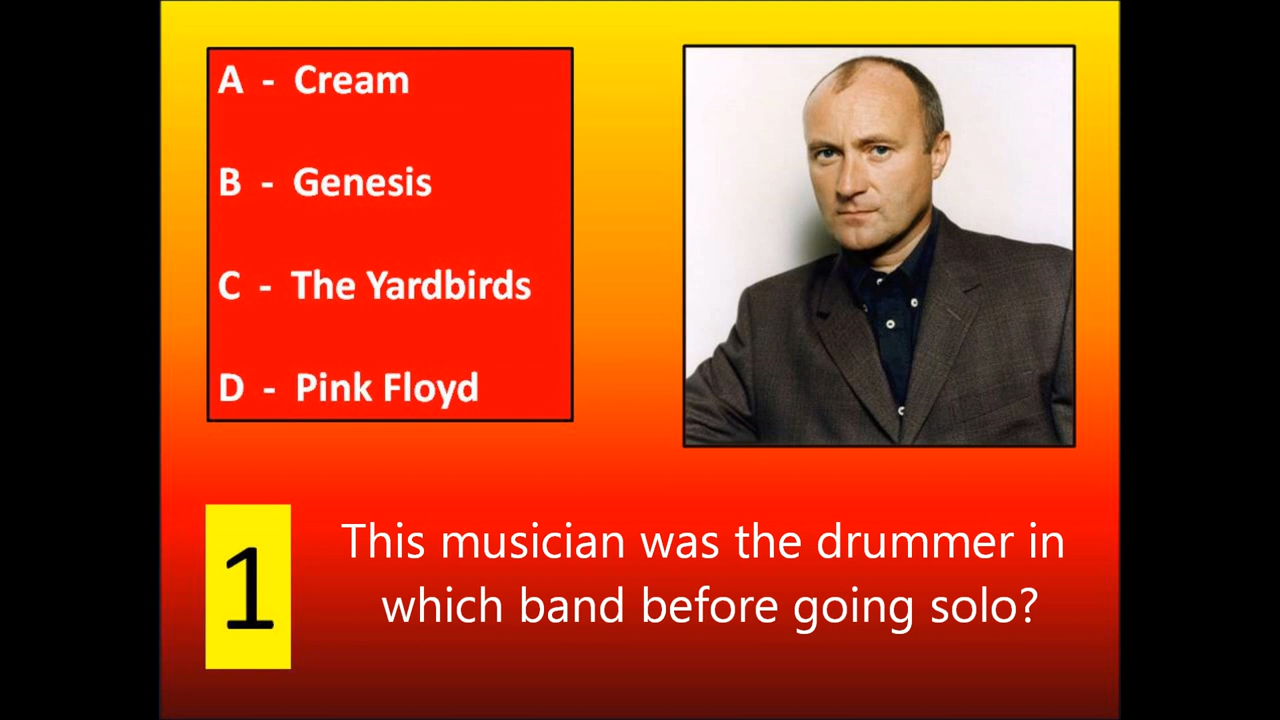 A - Cream
B - Genesis
C - The Yardbirds
D - Pink Floyd
1
This musician was the drummer in
which band before going solo?